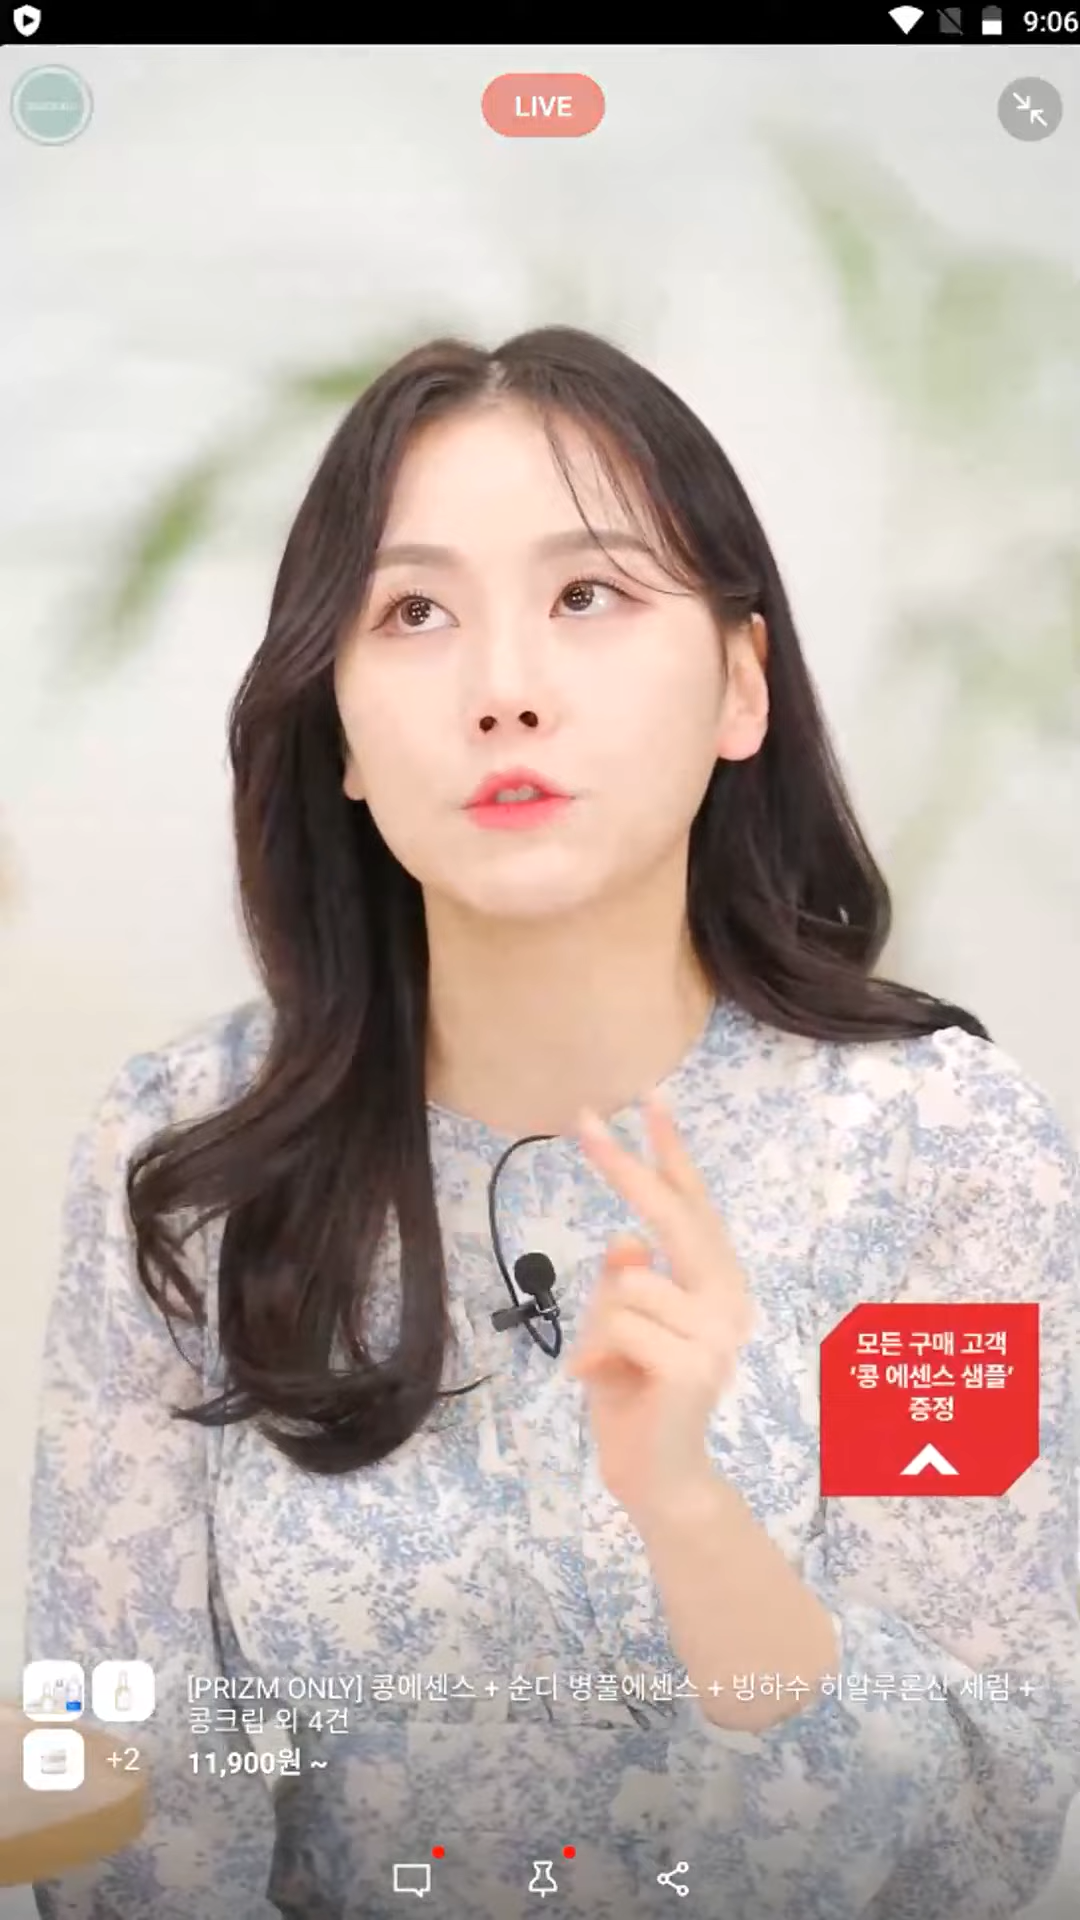 9:06
LIVE
모든 구매 고객
'콩 에센스 샘플'
증정
[PRIZM ONLY] 콩에센스 + 순디 병풀에센스 + 빙하수 히알루론산 세럼 +
콩크림 외 4건
+2
11,900원 ~